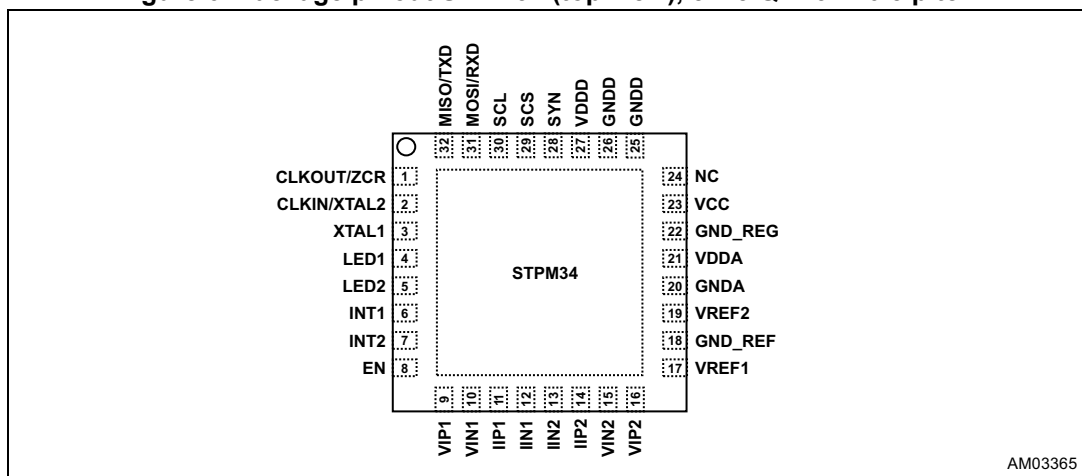 MISO/TXD
MOSI/RXD
SCL
SCS
SYN
VDDD
GNDD
GNDD
32
31
30
29
28
27
26
25
CLKOUT/ZCR 1
CLKIN/XTAL2 2
XTAL1 3
LED1 4
LED2 5
INT1 6
INT2 7
EN 8
STPM34
24 NC
23 VCC
22 GND_REG
21 VDDA
20 GNDA
19 VREF2
18 GND_REF
17 VREF1
9
10
11
12
13
14
15
16
VIP1
VIN1
IIP1
IIN1
IIN2
IIP2
VIN2
VIP2
AM03365